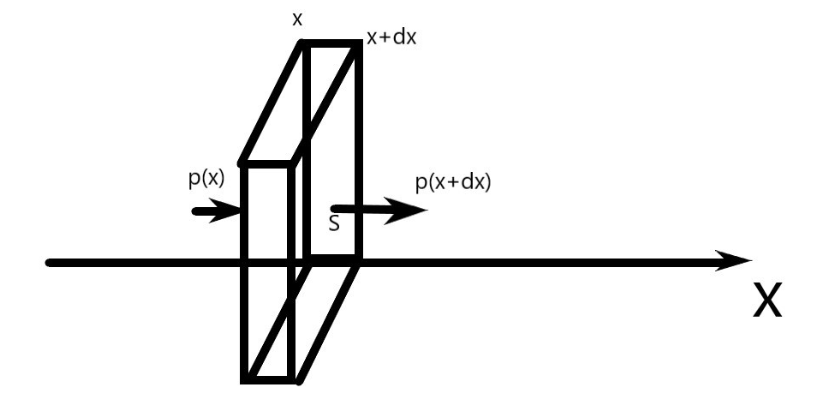 x
x+dx
p(x)
p(x+dx)
S
X